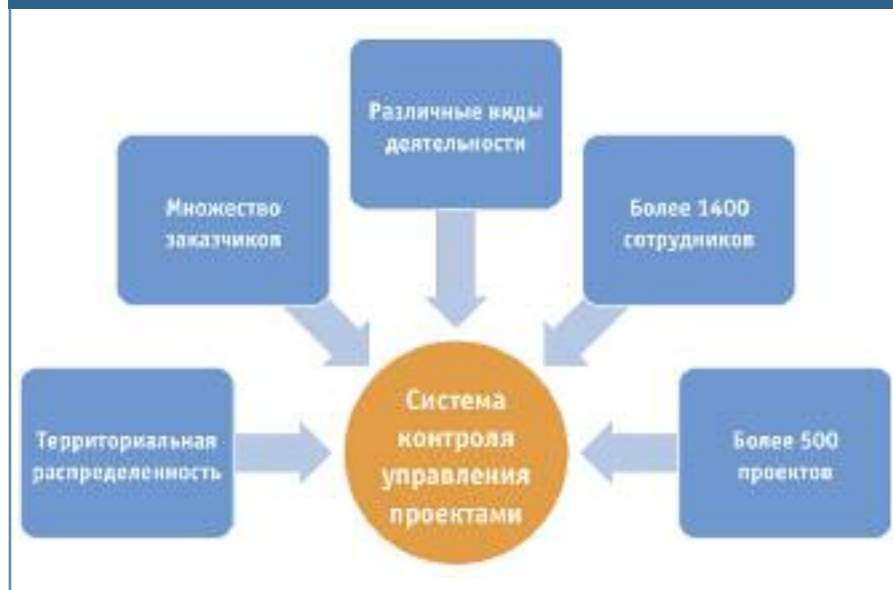 Различные виды
деятельности
Множество
заказчиков
Более 1400
сотрудников
Территориальная
распределенность
Система
контроля
управления
проектами
Более 500
проектов